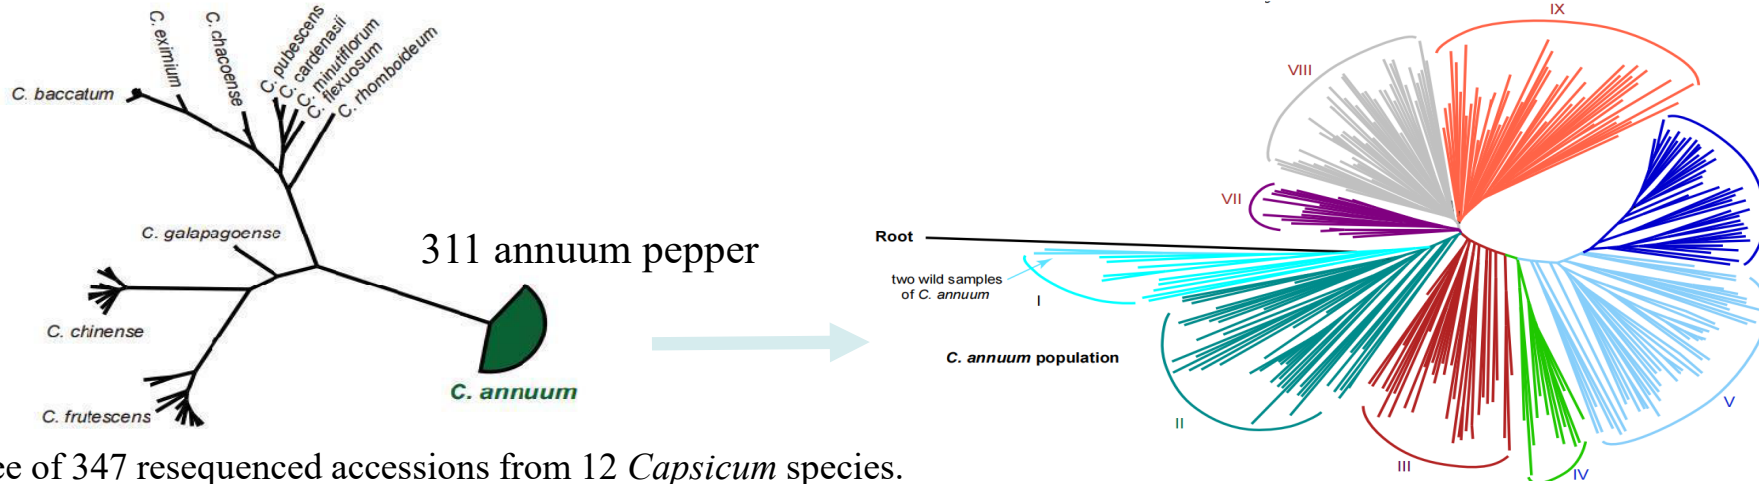 C. eximium
C. chacoense
C. pubescens
C. cardenasii
C. minutiflorum
C. flexuosum
C. rhomboideum
C. baccatum
C. galapagoense
C. chinense
C. frutescens
311 annuum pepper
C. annuum
IX
VIII
VII
Root
two wild samples
of C. annuum
I
C. annuum population
II
III
IV
V
ee of 347 resequenced accessions from 12 Capsicum species.